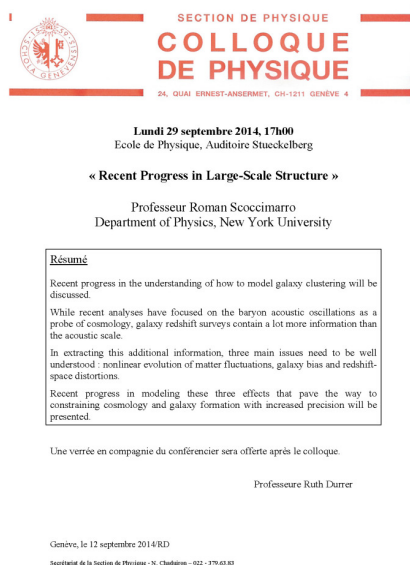 SECTION DE PHYSIQUE
COLLOQUE
DE PHYSIQUE
24, QUAI ERNEST-ANSERMET, CH-1211 GENÈVE 4
Lundi 29 septembre 2014, 17h00
Ecole de Physique, Auditoire Stueckelberg
« Recent Progress in Large-Scale Structure »
Professeur Roman Scoccimarro
Department of Physics, New York University
Résumé
Recent progress in the understanding of how to model galaxy clustering will be
discussed.
While recent analyses have focused on the baryon acoustic oscillations as a
probe of cosmology, galaxy redshift surveys contain a lot more information than
the acoustic scale.
In extracting this additional information, three main issues need to be well
understood : nonlinear evolution of matter fluctuations, galaxy bias and redshift-
space distortions.
Recent progress in modeling these three effects that pave the way to
constraining cosmology and galaxy formation with increased precision will be
presented.
Une verrée en compagnie du conférencier sera offerte après le colloque.
Professeure Ruth Durrer
Genève, le 12 septembre 2014/RD
Secrétariat de la Section de Physique - N. Chaduiron – 022 - 379.63.83